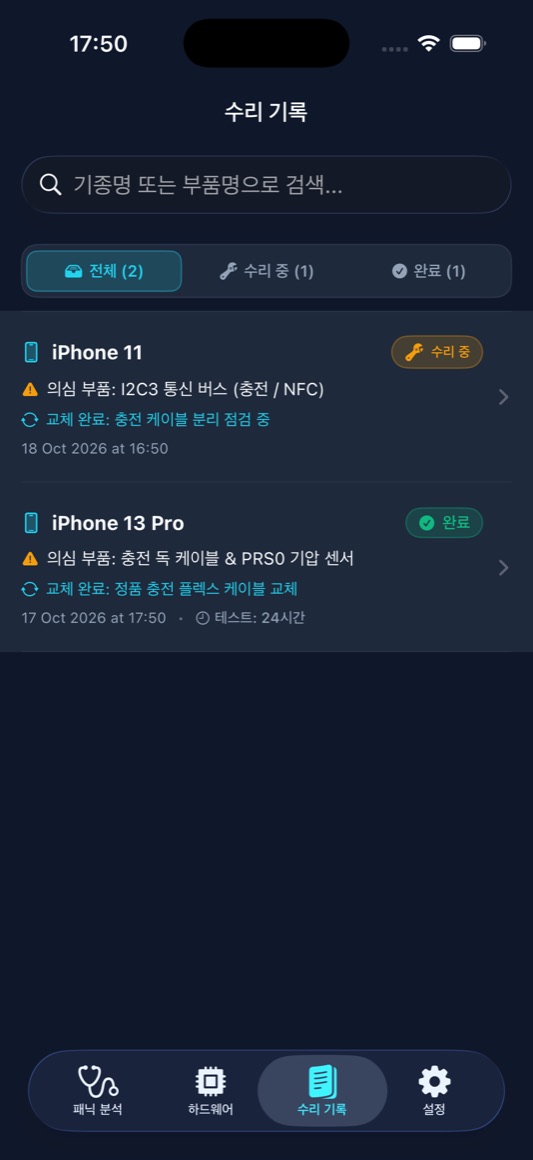 17:50
수리 기록
기종명 또는 부품명으로 검색...
전체 (2)
수리 중 (1)
완료 (1)
iPhone 11
수리 중
의심 부품: I2C3 통신 버스 (충전 / NFC)
교체 완료: 충전 케이블 분리 점검 중
18 Oct 2026 at 16:50
iPhone 13 Pro
완료
의심 부품: 충전 독 케이블 & PRS0 기압 센서
교체 완료: 정품 충전 플렉스 케이블 교체
17 Oct 2026 at 17:50 • 테스트: 24시간
패닉 분석
하드웨어
수리 기록
설정